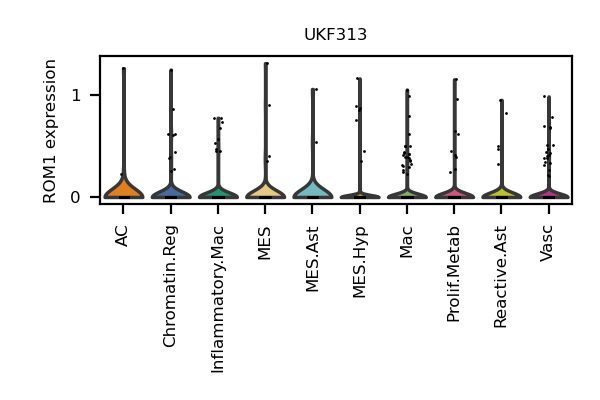 UKF313
ROM1 expression
1
0
AC
Chromatin.Reg
Inflammatory.Mac
MES
MES.Ast
MES.Hyp
Mac
Prolif.Metab
Reactive.Ast
Vasc